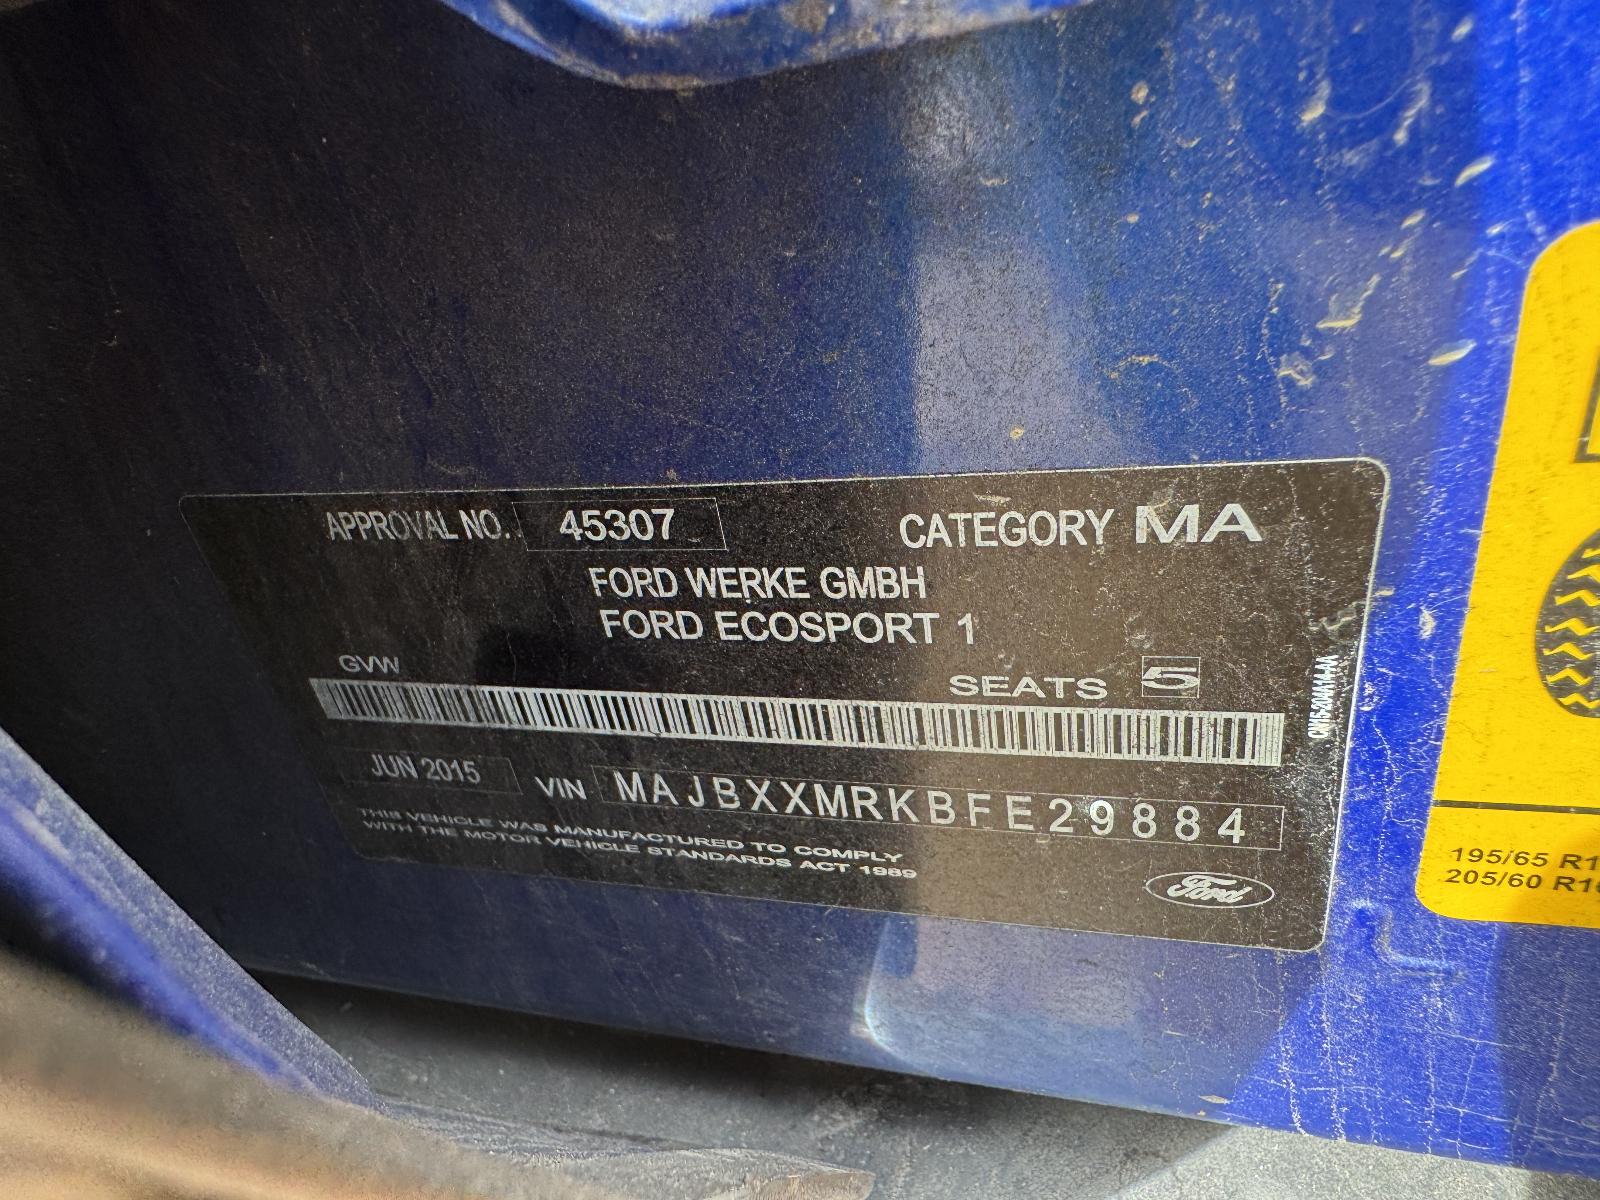 APPROVAL NO. 45307 CATEGORY MA
FORD WERKE GMBH
FORD ECOSPORT 1
GVW
SEATS 5
JUN 2015 VIN MAJBXXMRKBFE29884
THIS VEHICLE WAS MANUFACTURED TO COMPLY
WITH THE MOTOR VEHICLE STANDARDS ACT 1989
Ford
195/65
205/60